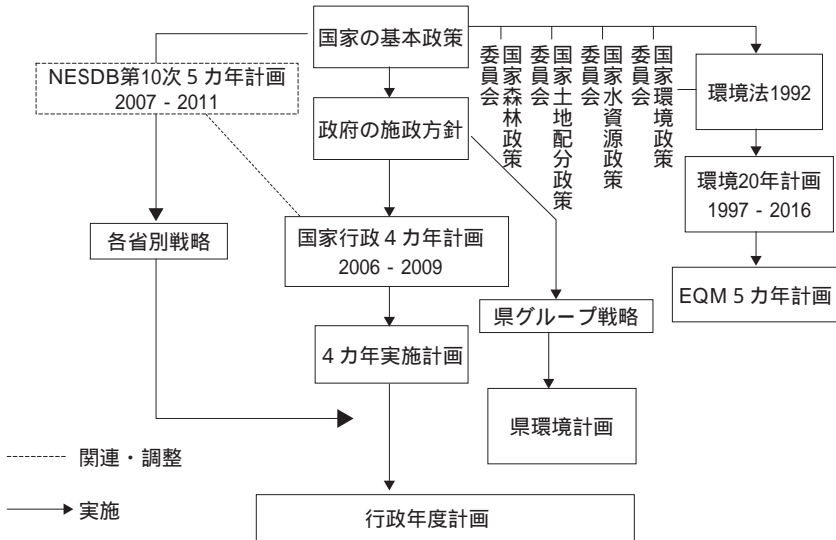 国家の基本政策
NESDB第10次５カ年計画
2007 - 2011
政府の施政方針
国家森林政策
委員会
国家土地配分政策
委員会
国家水資源政策
委員会
国家環境政策
委員会
環境法1992
環境20年計画
1997 - 2016
各省別戦略
国家行政４カ年計画
2006 - 2009
EQM５カ年計画
県グループ戦略
４カ年実施計画
県環境計画
関連・調整
実施
行政年度計画